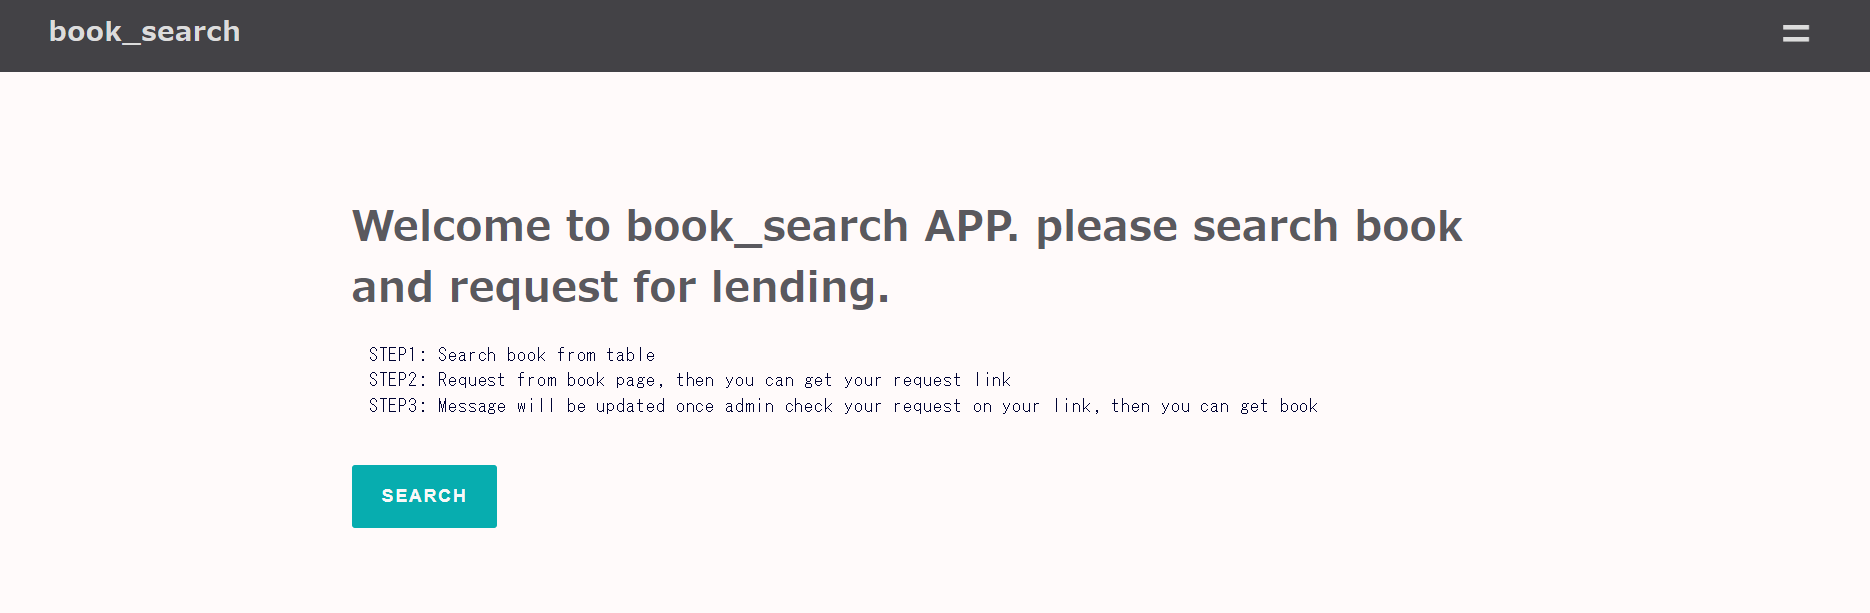 book_search
Welcome to book_search APP. please search book
and request for lending.
STEP1: Search book from table
STEP2: Request from book page, then you can get your request link
STEP3: Message will be updated once admin check your request on your link, then you can get book
SEARCH